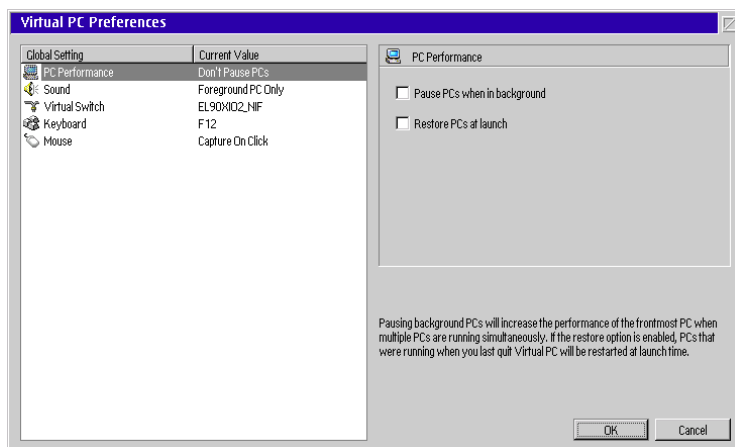 Virtual PC Preferences
Global Setting Current Value
PC Performance Don't Pause PCs
Sound Foreground PC Only
Virtual Switch EL90XIO2_NIF
Keyboard F12
Mouse Capture On Click
PC Performance
Pause PCs when in background
Restore PCs at launch
Pausing background PCs will increase the performance of the frontmost PC when
multiple PCs are running simultaneously. If the restore option is enabled, PCs that
were running when you last quit Virtual PC will be restarted at launch time.
OK Cancel